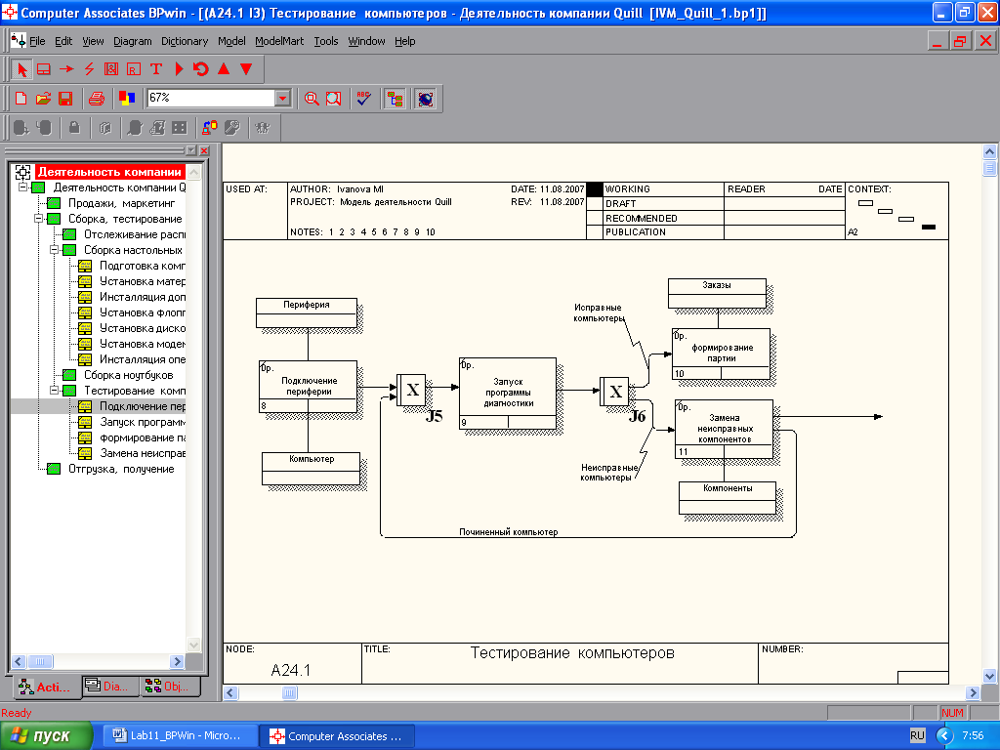 Computer Associates BPwin - [(A24.1 I3) Тестирование компьютеров - Деятельность компании Quill [IVM_Quill_1.bp1]]
File Edit View Diagram Dictionary Model ModelMart Tools Window Help
67%
Деятельность компании
Деятельность компании Q
Продажи, маркетинг
Сборка, тестирование
Отслеживание расп
Сборка настольных
Подготовка комг
Установка матер
Инсталляция доп
Установка флопп
Установка диско
Установка модем
Инсталляция опе
Сборка ноутбуков
Тестирование комп
Подключение пер
Запуск программ
Формирование па
Замена неисправ
Отгрузка, получение
Acti... Dia... Obj...
USED AT:
AUTHOR: Ivanova MI
DATE: 11.08.2007
PROJECT: Модель деятельности Quill
REV: 11.08.2007
NOTES: 1 2 3 4 5 6 7 8 9 10
WORKING
DRAFT
RECOMMENDED
PUBLICATION
READER DATE
CONTEXT:
A2
Периферия
0р.
Подключение
периферии
8
Компьютер
X
J5
0р.
Запуск
программы
диагностики
9
X
J6
Исправные
компьютеры
Заказы
0р.
формирование
партии
10
0р.
Замена
неисправных
компонентов
11
Неисправные
компьютеры
Компоненты
Починенный компьютер
NODE:
A24.1
TITLE:
Тестирование компьютеров
NUMBER:
Ready
NUM
пуск
Lab11_BPWin - Micro...
Computer Associates ...
RU
7:56